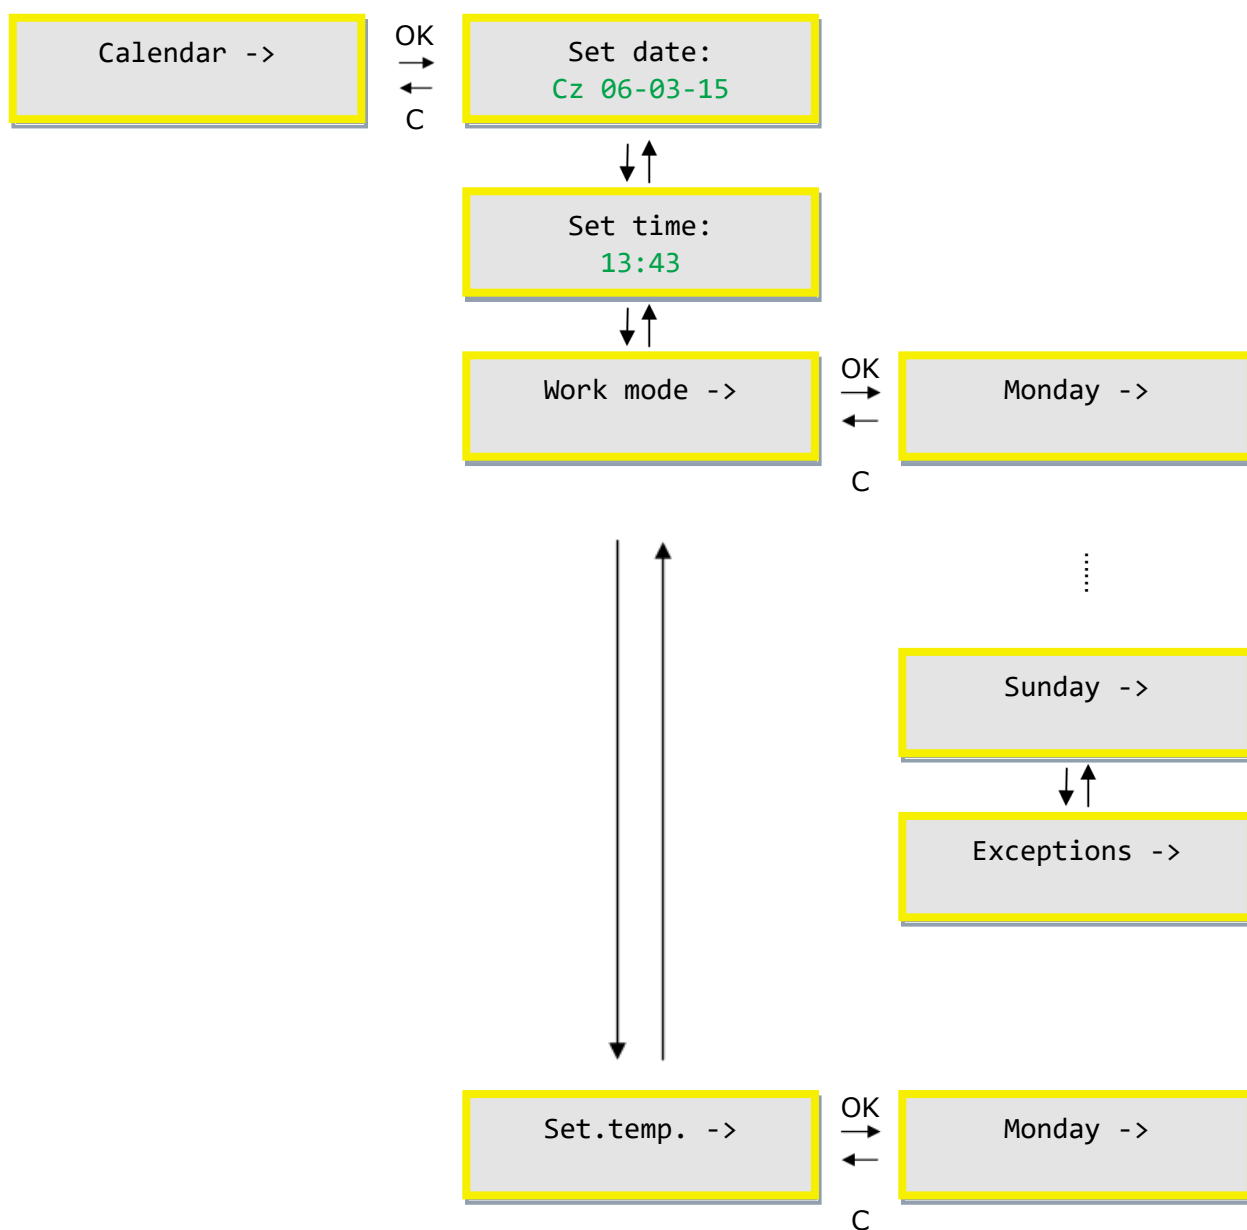 Calendar ->
OK
C
Set date:
Cz 06-03-15
Set time:
13:43
Work mode ->
OK
C
Monday ->
Sunday ->
Exceptions ->
Set.temp. ->
OK
C
Monday ->